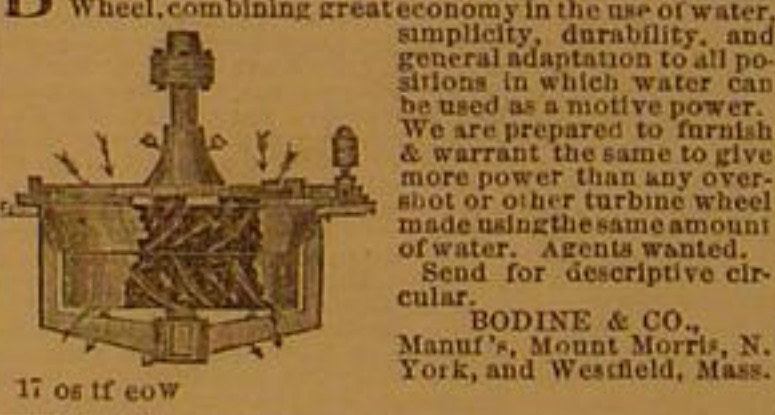 B Wheel, combining great economy in the use of water,
simplicity, durability, and
general adaptation to all po-
sitions in which water can
be used as a motive power.
We are prepared to furnish
& warrant the same to give
more power than any over-
shot or other turbine wheel
made using the same amount
of water. Agents wanted.
Send for descriptive cir-
cular.
BODINE & CO.,
Manuf's, Mount Morris, N.
York, and Westfield, Mass.
17 os tf eow